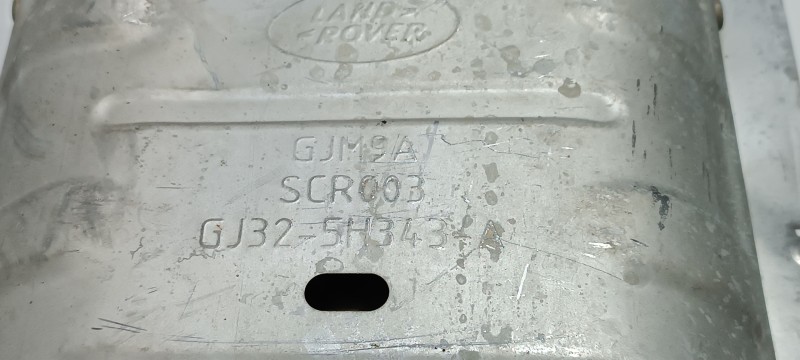 LAND
ROVER
GJM9A
SCR003
GJ32-5H343-A